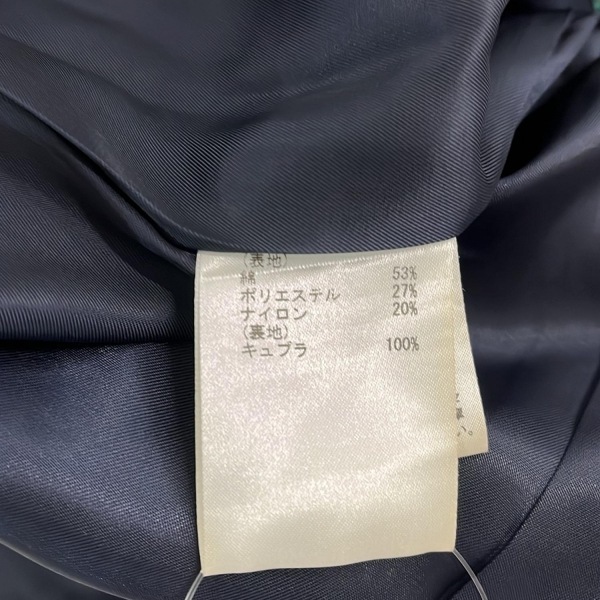 (表地)
綿 53%
ポリエステル 27%
ナイロン 20%
(裏地)
キュプラ 100%
い。